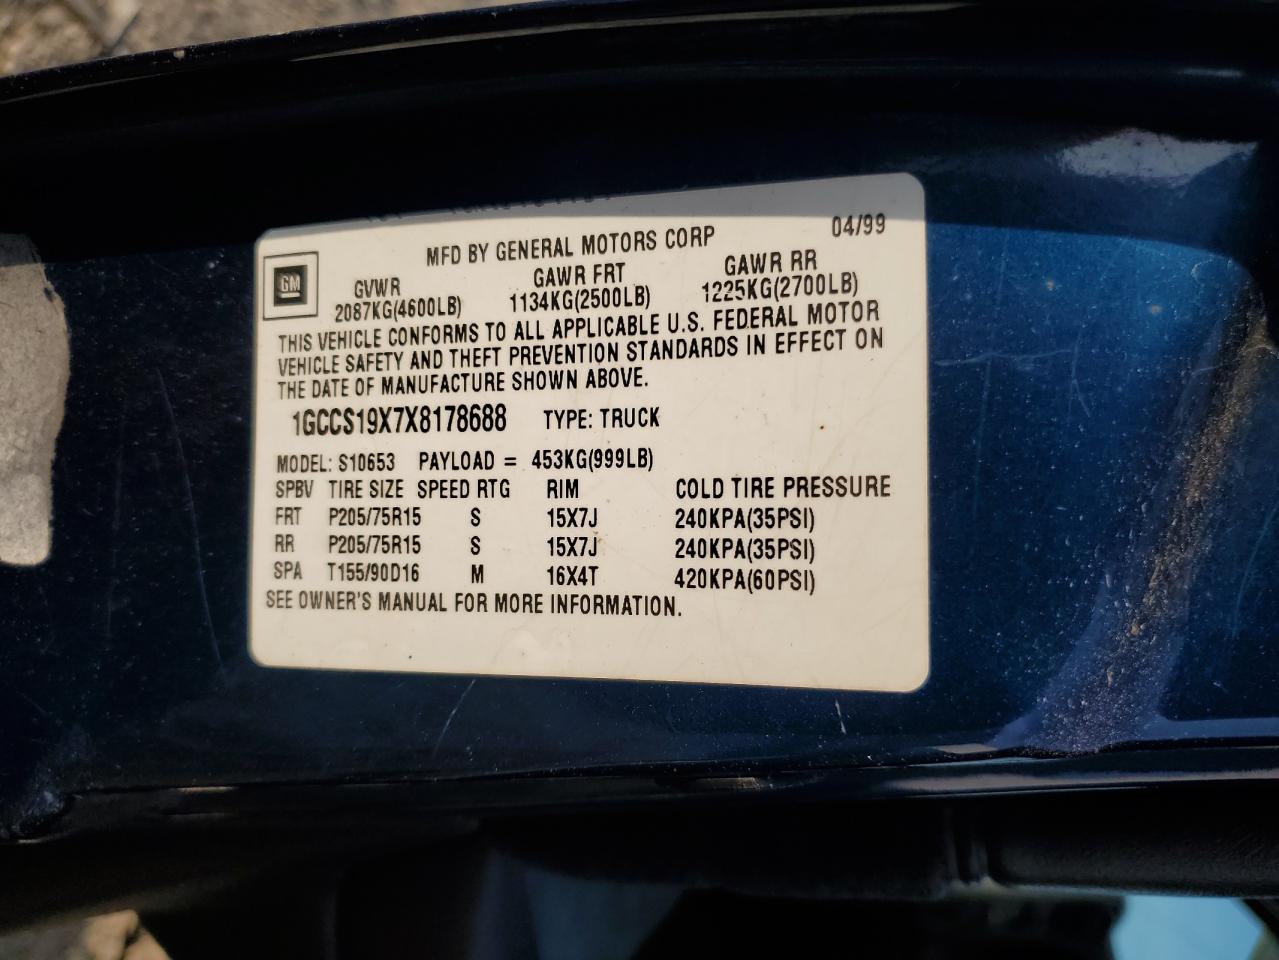 04/99
MFD BY GENERAL MOTORS CORP
GM
GVWR GAWR FRT GAWR RR
2087KG(4600LB) 1134KG(2500LB) 1225KG(2700LB)
THIS VEHICLE CONFORMS TO ALL APPLICABLE U.S. FEDERAL MOTOR
VEHICLE SAFETY AND THEFT PREVENTION STANDARDS IN EFFECT ON
THE DATE OF MANUFACTURE SHOWN ABOVE.
1GCCS19X7X8178688 TYPE: TRUCK
MODEL: S10653 PAYLOAD = 453KG(999LB)
SPBV TIRE SIZE SPEED RTG RIM COLD TIRE PRESSURE
FRT P205/75R15 S 15X7J 240KPA(35PSI)
RR P205/75R15 S 15X7J 240KPA(35PSI)
SPA T155/90D16 M 16X4T 420KPA(60PSI)
SEE OWNER'S MANUAL FOR MORE INFORMATION.